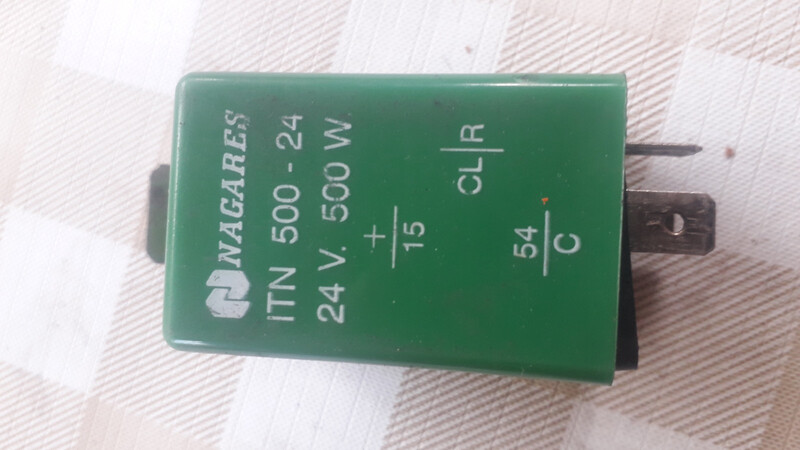 NAGARES
ITN 500 - 24
24 V. 500 W.
+
15
CL | R
54
C